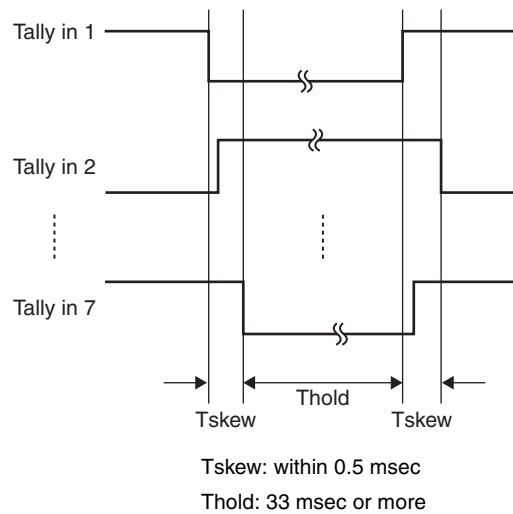 Tally in 1
Tally in 2
Tally in 7
Thold
Tskew Tskew
Tskew: within 0.5 msec
Thold: 33 msec or more